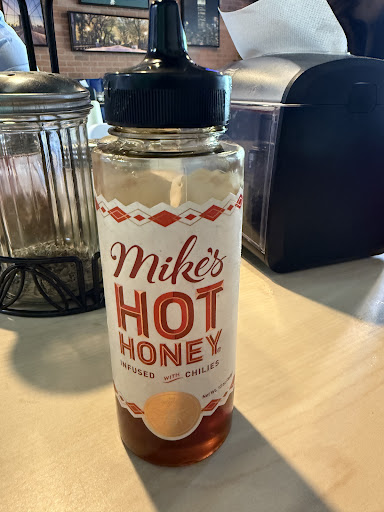 Mike's
HOT
HONEY
INFUSED WITH CHILIES